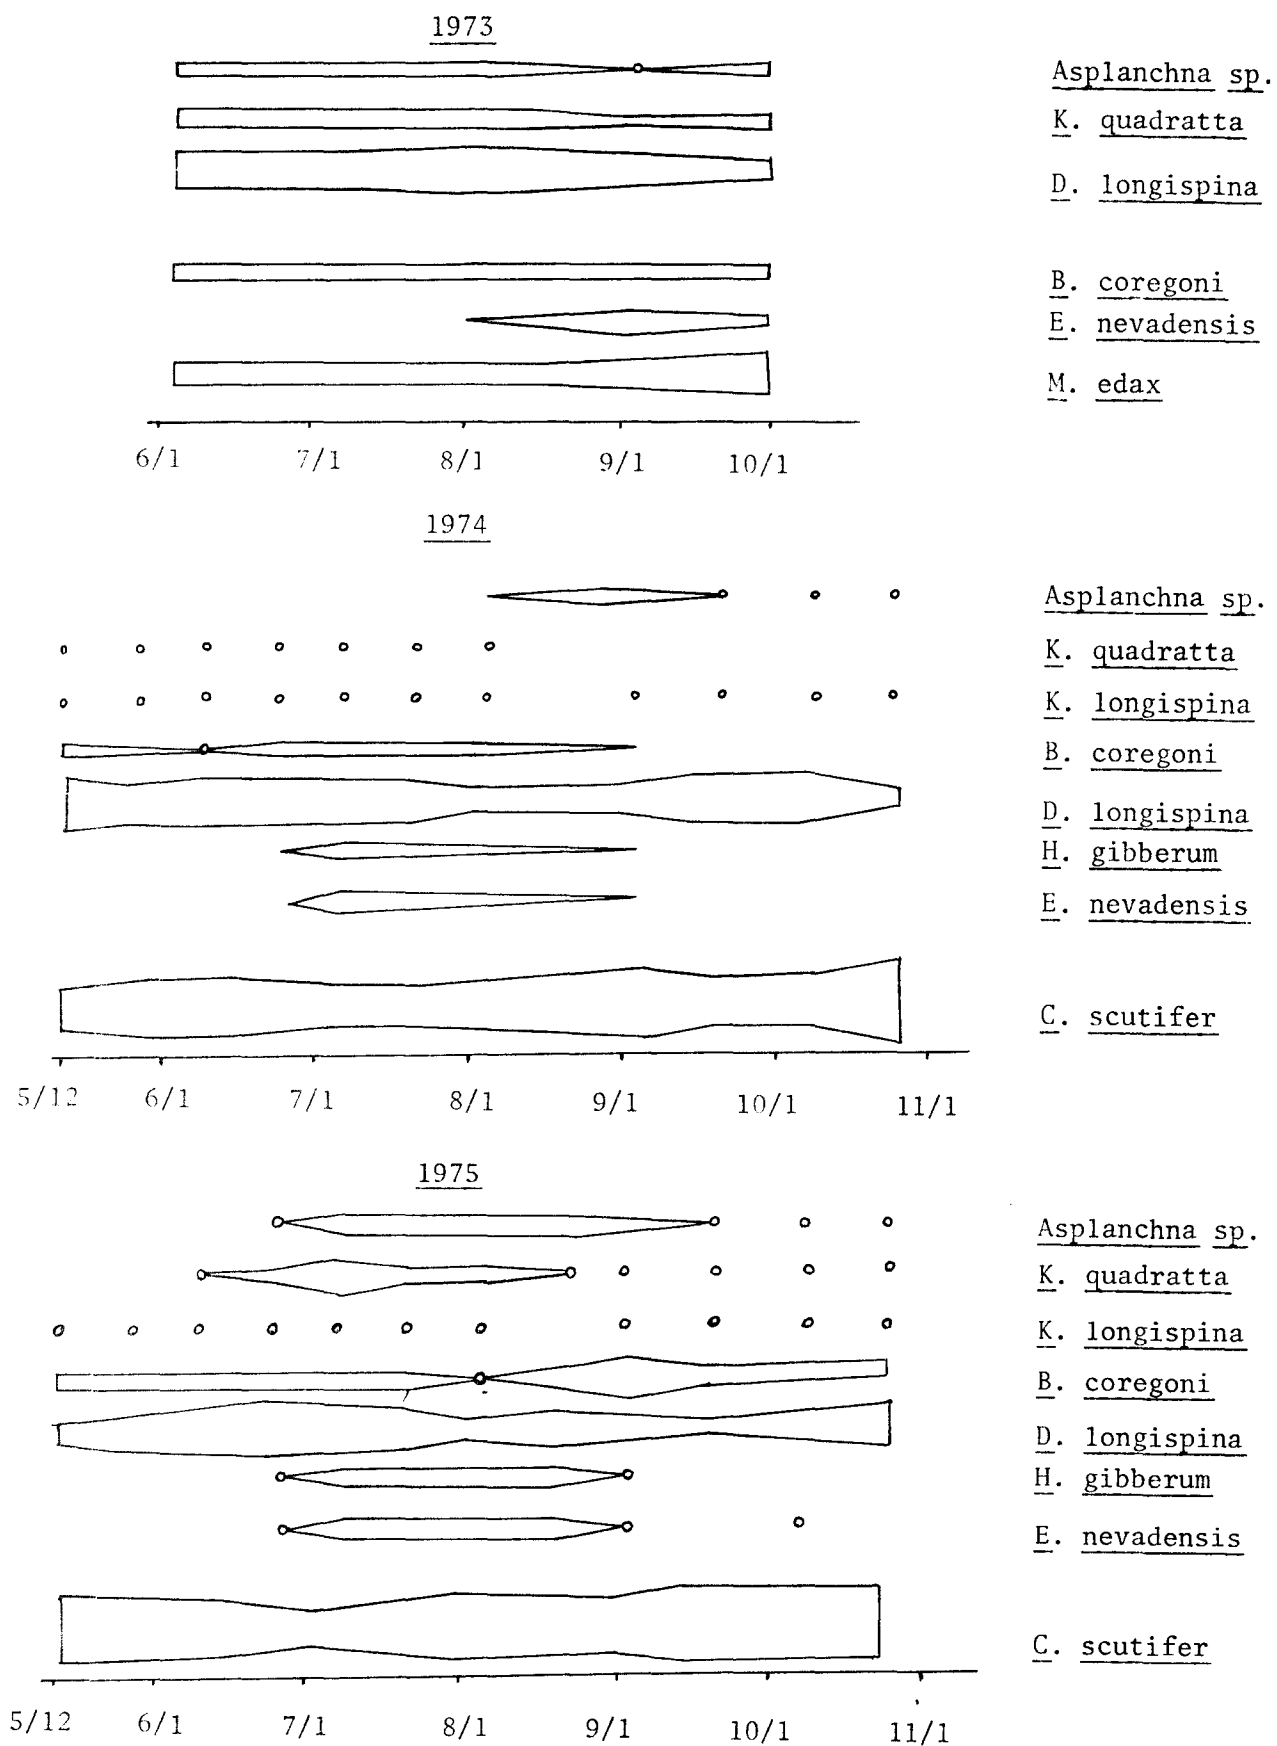 1973
Asplanchna sp.
K. quadratta
D. longispina
B. coregoni
E. nevadensis
M. edax
6/1 7/1 8/1 9/1 10/1
1974
Asplanchna sp.
K. quadratta
K. longispina
B. coregoni
D. longispina
H. gibberum
E. nevadensis
C. scutifer
5/12 6/1 7/1 8/1 9/1 10/1 11/1
1975
Asplanchna sp.
K. quadratta
K. longispina
B. coregoni
D. longispina
H. gibberum
E. nevadensis
C. scutifer
5/12 6/1 7/1 8/1 9/1 10/1 11/1